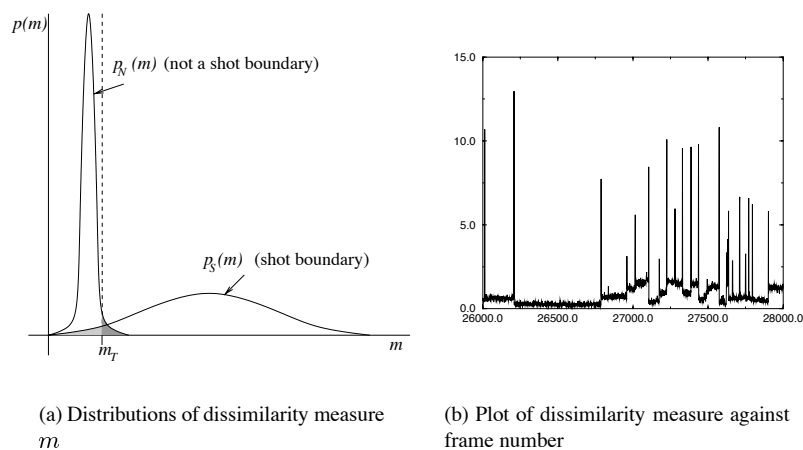 p(m)
p_N(m) (not a shot boundary)
p_S(m) (shot boundary)
m_T
m
15.0
10.0
5.0
0.0
26000.0 26500.0 27000.0 27500.0 28000.0
(a) Distributions of dissimilarity measure
m
(b) Plot of dissimilarity measure against
frame number